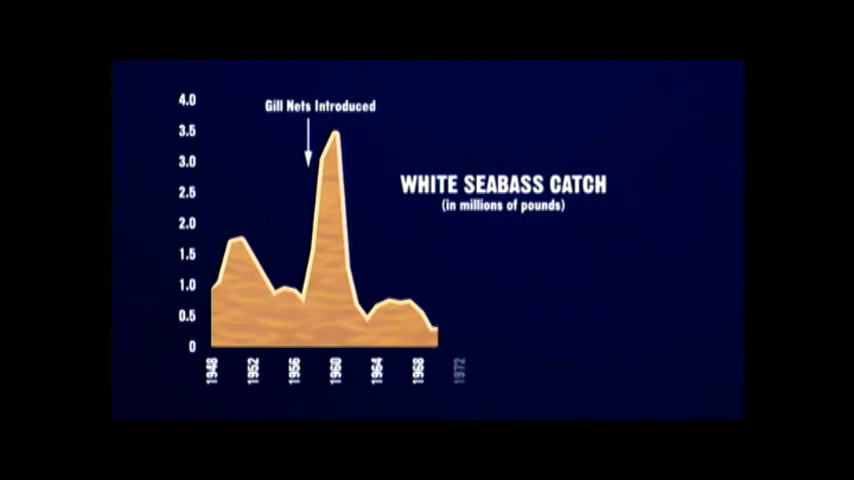 4.0
Gill Nets Introduced
3.5
3.0
WHITE SEABASS CATCH
2.5
(in millions of pounds)
2.0
1.5
1.0
0.5
0
1948 1952 1956 1960 1964 1968 1972